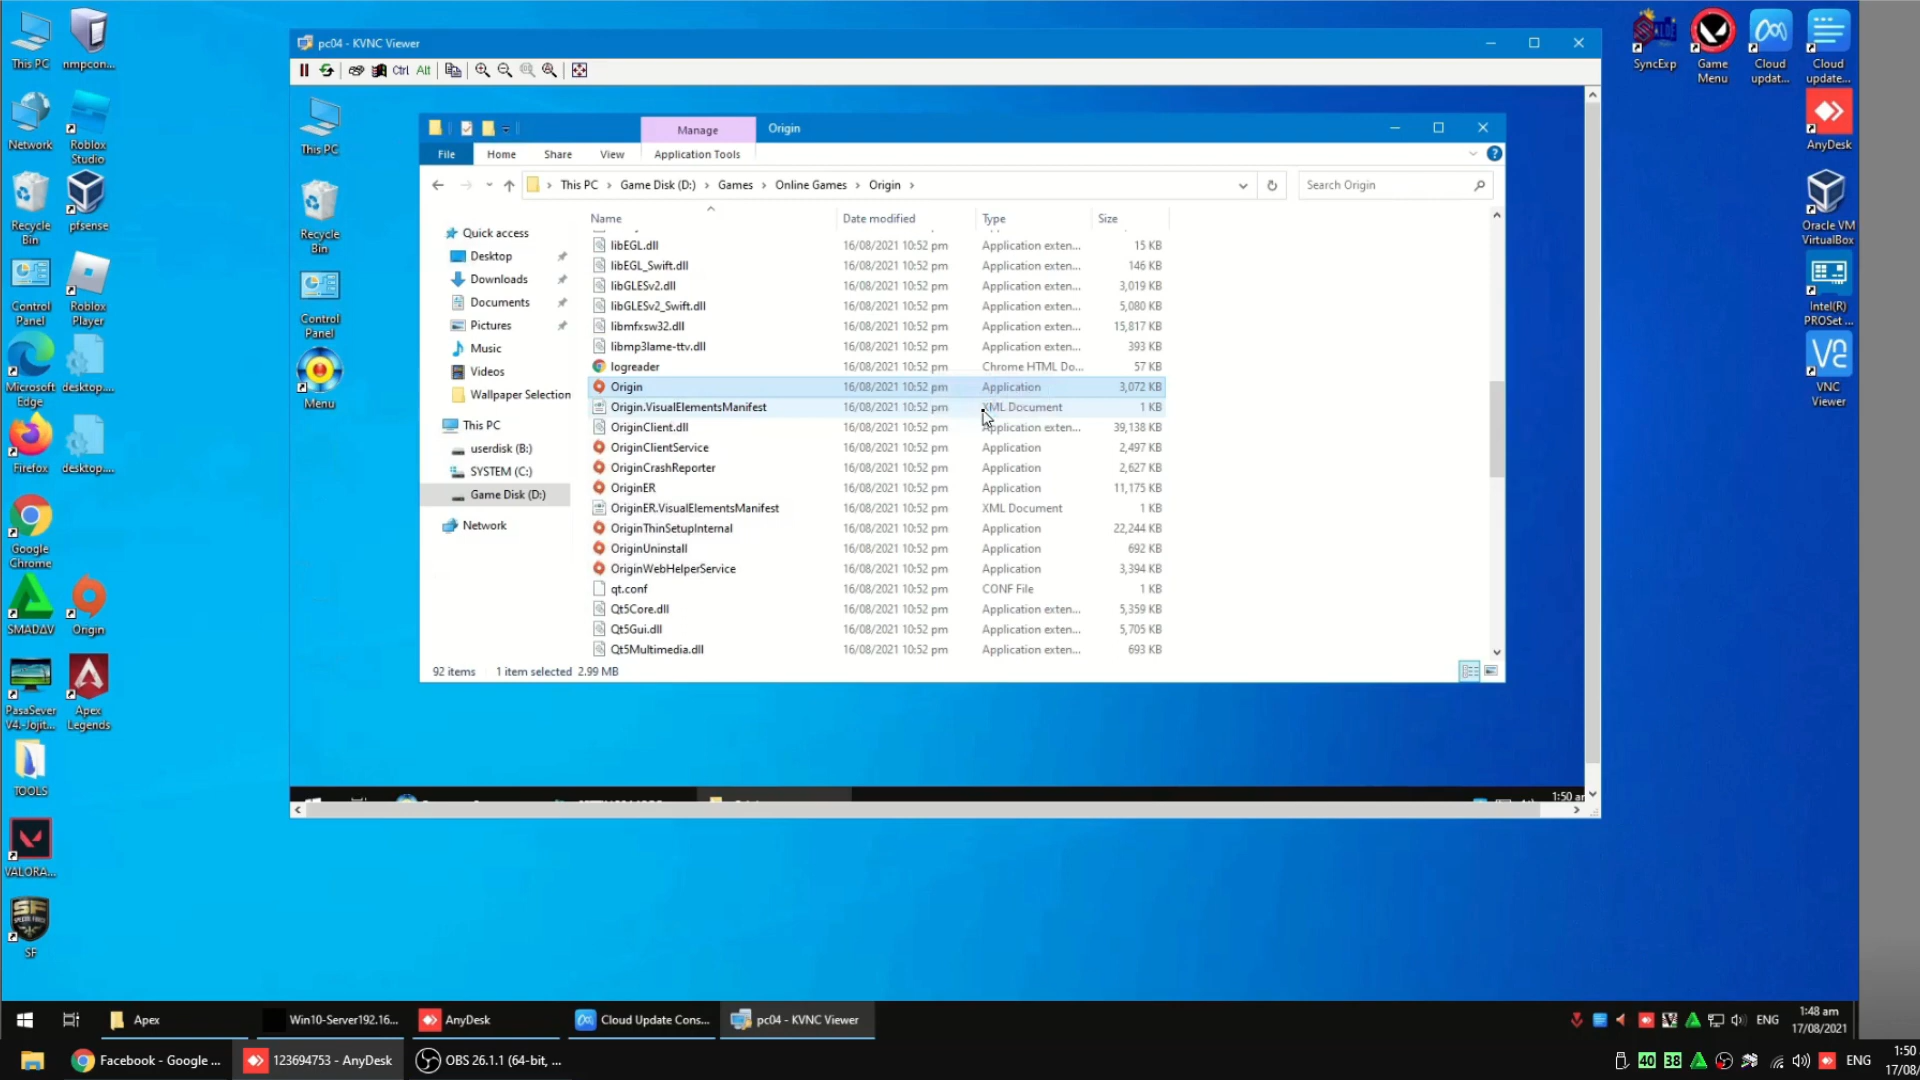 This PC
nmpcon...
Network
Roblox
Studio
Recycle
Bin
pfsense
Control
Panel
Roblox
Player
Microsoft
Edge
desktop....
Firefox
desktop....
Google
Chrome
SMADΔV
Origin
PasaSever
V4.-Jojit...
Apex
Legends
TOOLS
VALORA...
SF
SyncExp
Game
Menu
Cloud
updat...
Cloud
update...
AnyDesk
Oracle VM
VirtualBox
Intel(R)
PROSet ...
VNC
Viewer
pc04 - KVNC Viewer
Ctrl Alt
This PC
Recycle
Bin
Control
Panel
Menu
Manage
Origin
File
Home
Share
View
Application Tools
This PC > Game Disk (D:) > Games > Online Games > Origin >
Search Origin
Name Date modified Type Size
Quick access
Desktop
Downloads
Documents
Pictures
Music
Videos
Wallpaper Selection
This PC
userdisk (B:)
SYSTEM (C:)
Game Disk (D:)
Network
libEGL.dll 16/08/2021 10:52 pm Application exten... 15 KB
libEGL_Swift.dll 16/08/2021 10:52 pm Application exten... 146 KB
libGLESv2.dll 16/08/2021 10:52 pm Application exten... 3,019 KB
libGLESv2_Swift.dll 16/08/2021 10:52 pm Application exten... 5,080 KB
libmfxsw32.dll 16/08/2021 10:52 pm Application exten... 15,817 KB
libmp3lame-ttv.dll 16/08/2021 10:52 pm Application exten... 393 KB
logreader 16/08/2021 10:52 pm Chrome HTML Do... 57 KB
Origin 16/08/2021 10:52 pm Application 3,072 KB
Origin.VisualElementsManifest 16/08/2021 10:52 pm XML Document 1 KB
OriginClient.dll 16/08/2021 10:52 pm Application exten... 39,138 KB
OriginClientService 16/08/2021 10:52 pm Application 2,497 KB
OriginCrashReporter 16/08/2021 10:52 pm Application 2,627 KB
OriginER 16/08/2021 10:52 pm Application 11,175 KB
OriginER.VisualElementsManifest 16/08/2021 10:52 pm XML Document 1 KB
OriginThinSetupInternal 16/08/2021 10:52 pm Application 22,244 KB
OriginUninstall 16/08/2021 10:52 pm Application 692 KB
OriginWebHelperService 16/08/2021 10:52 pm Application 3,394 KB
qt.conf 16/08/2021 10:52 pm CONF File 1 KB
Qt5Core.dll 16/08/2021 10:52 pm Application exten... 5,359 KB
Qt5Gui.dll 16/08/2021 10:52 pm Application exten... 5,705 KB
Qt5Multimedia.dll 16/08/2021 10:52 pm Application exten... 693 KB
92 items 1 item selected 2.99 MB
1:50 ar
Apex
Win10-Server192.16...
AnyDesk
Cloud Update Cons...
pc04 - KVNC Viewer
ENG
1:48 am
17/08/2021
Facebook - Google ...
123694753 - AnyDesk
OBS 26.1.1 (64-bit, ...
40 38
ENG
1:50
17/08/